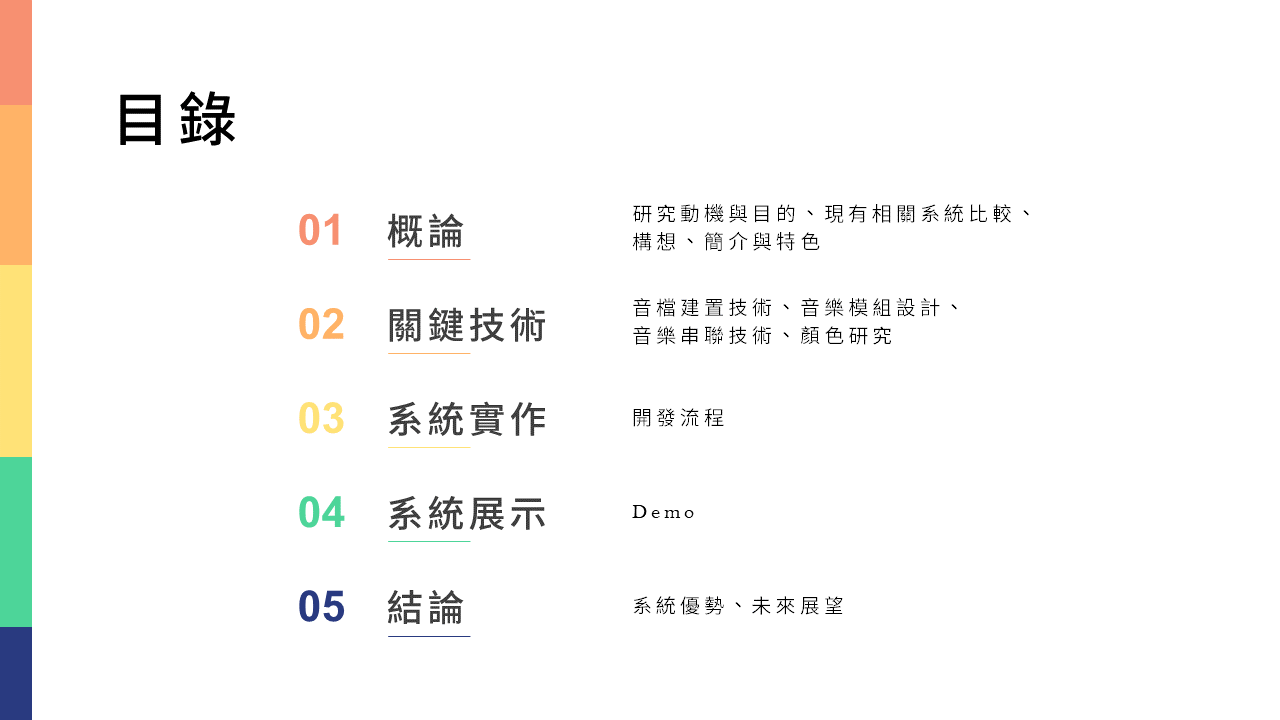 目錄
01 概論
研究動機與目的、現有相關系統比較、
構想、簡介與特色
02 關鍵技術
音檔建置技術、音樂模組設計、
音樂串聯技術、顏色研究
03 系統實作
開發流程
04 系統展示
Demo
05 結論
系統優勢、未來展望